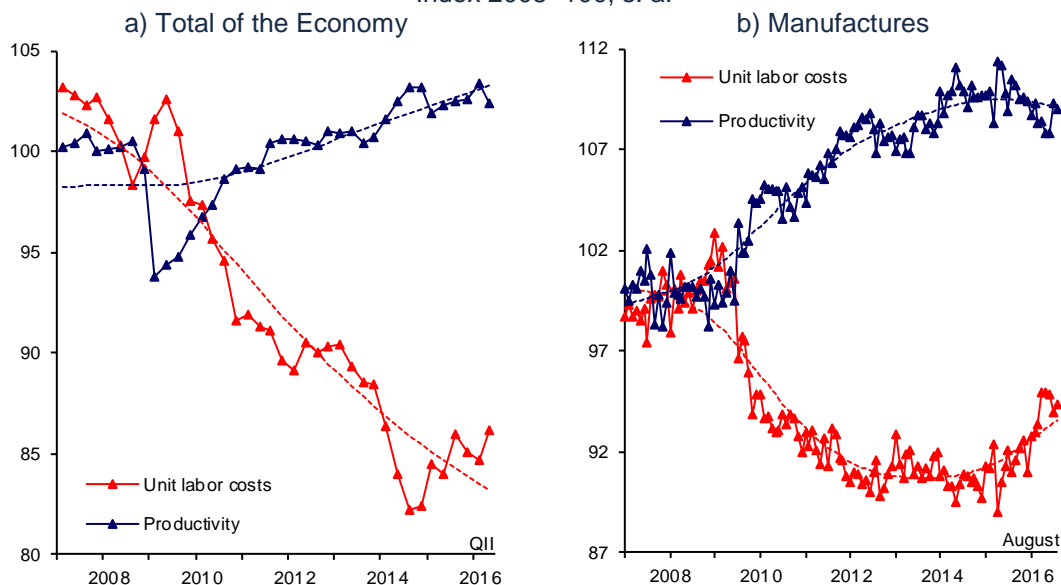 a) Total of the Economy
105
100
95
90
85
80
Unit labor costs
Productivity
QII
2008 2010 2012 2014 2016
b) Manufactures
112
107
102
97
92
87
Unit labor costs
Productivity
August
2008 2010 2012 2014 2016